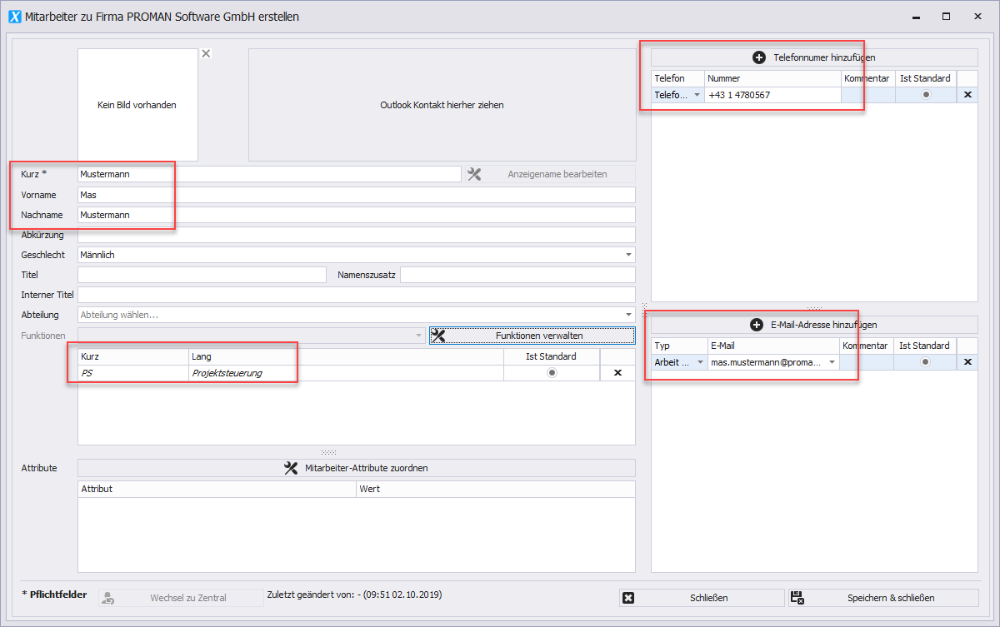 Mitarbeiter zu Firma PROMAN Software GmbH erstellen
Kein Bild vorhanden
Outlook Kontakt hierher ziehen
Kurz * Mustermann Anzeigename bearbeiten
Vorname Mas
Nachname Mustermann
Abkürzung
Geschlecht Männlich
Titel Namenszusatz
Interner Titel
Abteilung Abteilung wählen...
Funktionen Funktionen verwalten
Kurz Lang Ist Standard
PS Projektsteuerung
Attribute Mitarbeiter-Attribute zuordnen
Attribut Wert
Telefonnumer hinzufügen
Telefon Nummer Kommentar Ist Standard
Telefo... +43 1 4780567
E-Mail-Adresse hinzufügen
Typ E-Mail Kommentar Ist Standard
Arbeit ... mas.mustermann@proma...
* Pflichtfelder Wechsel zu Zentral Zuletzt geändert von: - (09:51 02.10.2019) Schließen Speichern & schließen